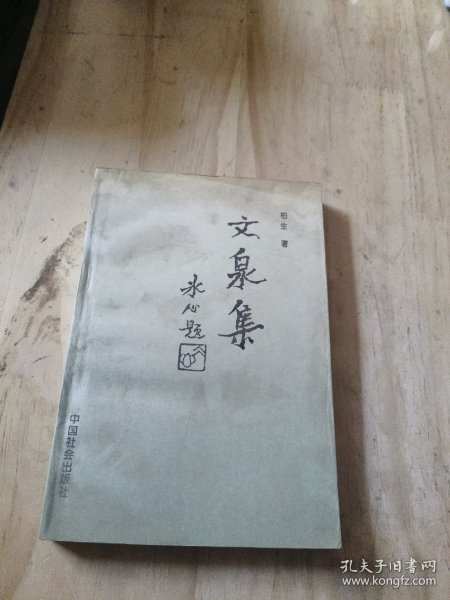 柏生 著
文泉集
冰心题
中国社会出版社
孔夫子旧书网
www.kongfz.com